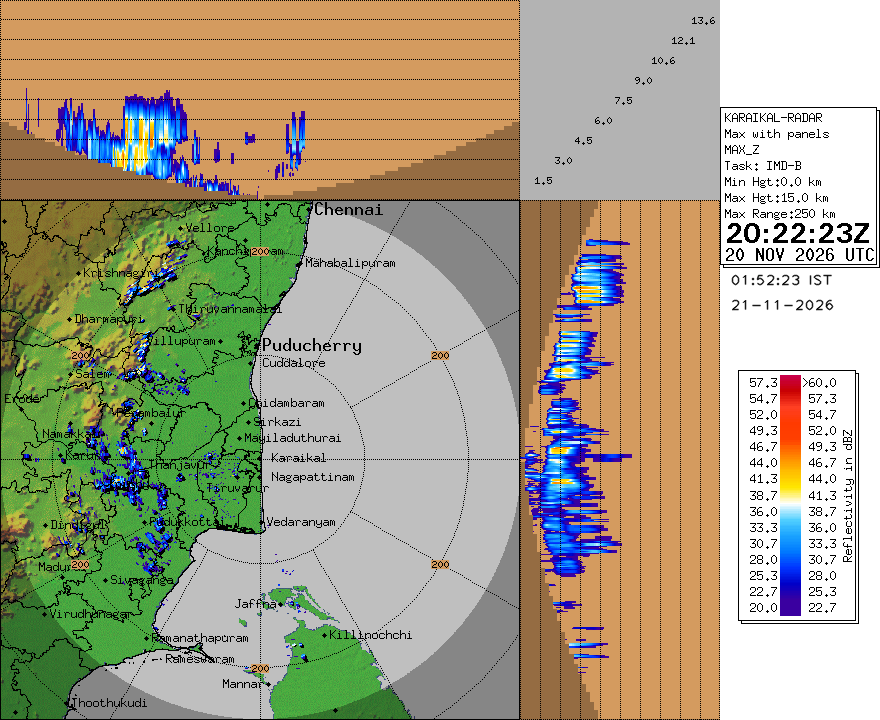 13.6
12.1
10.6
9.0
7.5
6.0
4.5
3.0
1.5
KARAIKAL-RADAR
Max with panels
MAX_Z
Task: IMD-B
Min Hgt:0.0 km
Max Hgt:15.0 km
Max Range:250 km
20:22:23Z
20 NOV 2026 UTC
01:52:23 IST
21-11-2026
Chennai
Vellore
200
Mahabalipuram
Krishnagiri
Thiruvannamalai
Dharmapuri
Puducherry
200
200
Cuddalore
Salem
Erode
Chidambaram
Perambalur
Sirkazi
Namakkal
Mayiladuthurai
Karaikal
Thanjavur
Nagapattinam
Tiruvarur
Pudukkottai
Vedaranyam
200
200
Sivaganga
Jaffna
Virudhunagar
Killinochchi
Ramanathapuram
Rameswaram
200
Mannar
Thoothukudi
57.3 >60.0
54.7 57.3
52.0 54.7
49.3 52.0
46.7 49.3
44.0 46.7
41.3 44.0
38.7 41.3
36.0 38.7
33.3 36.0
30.7 33.3
28.0 30.7
25.3 28.0
22.7 25.3
20.0 22.7
Reflectivity in dBZ